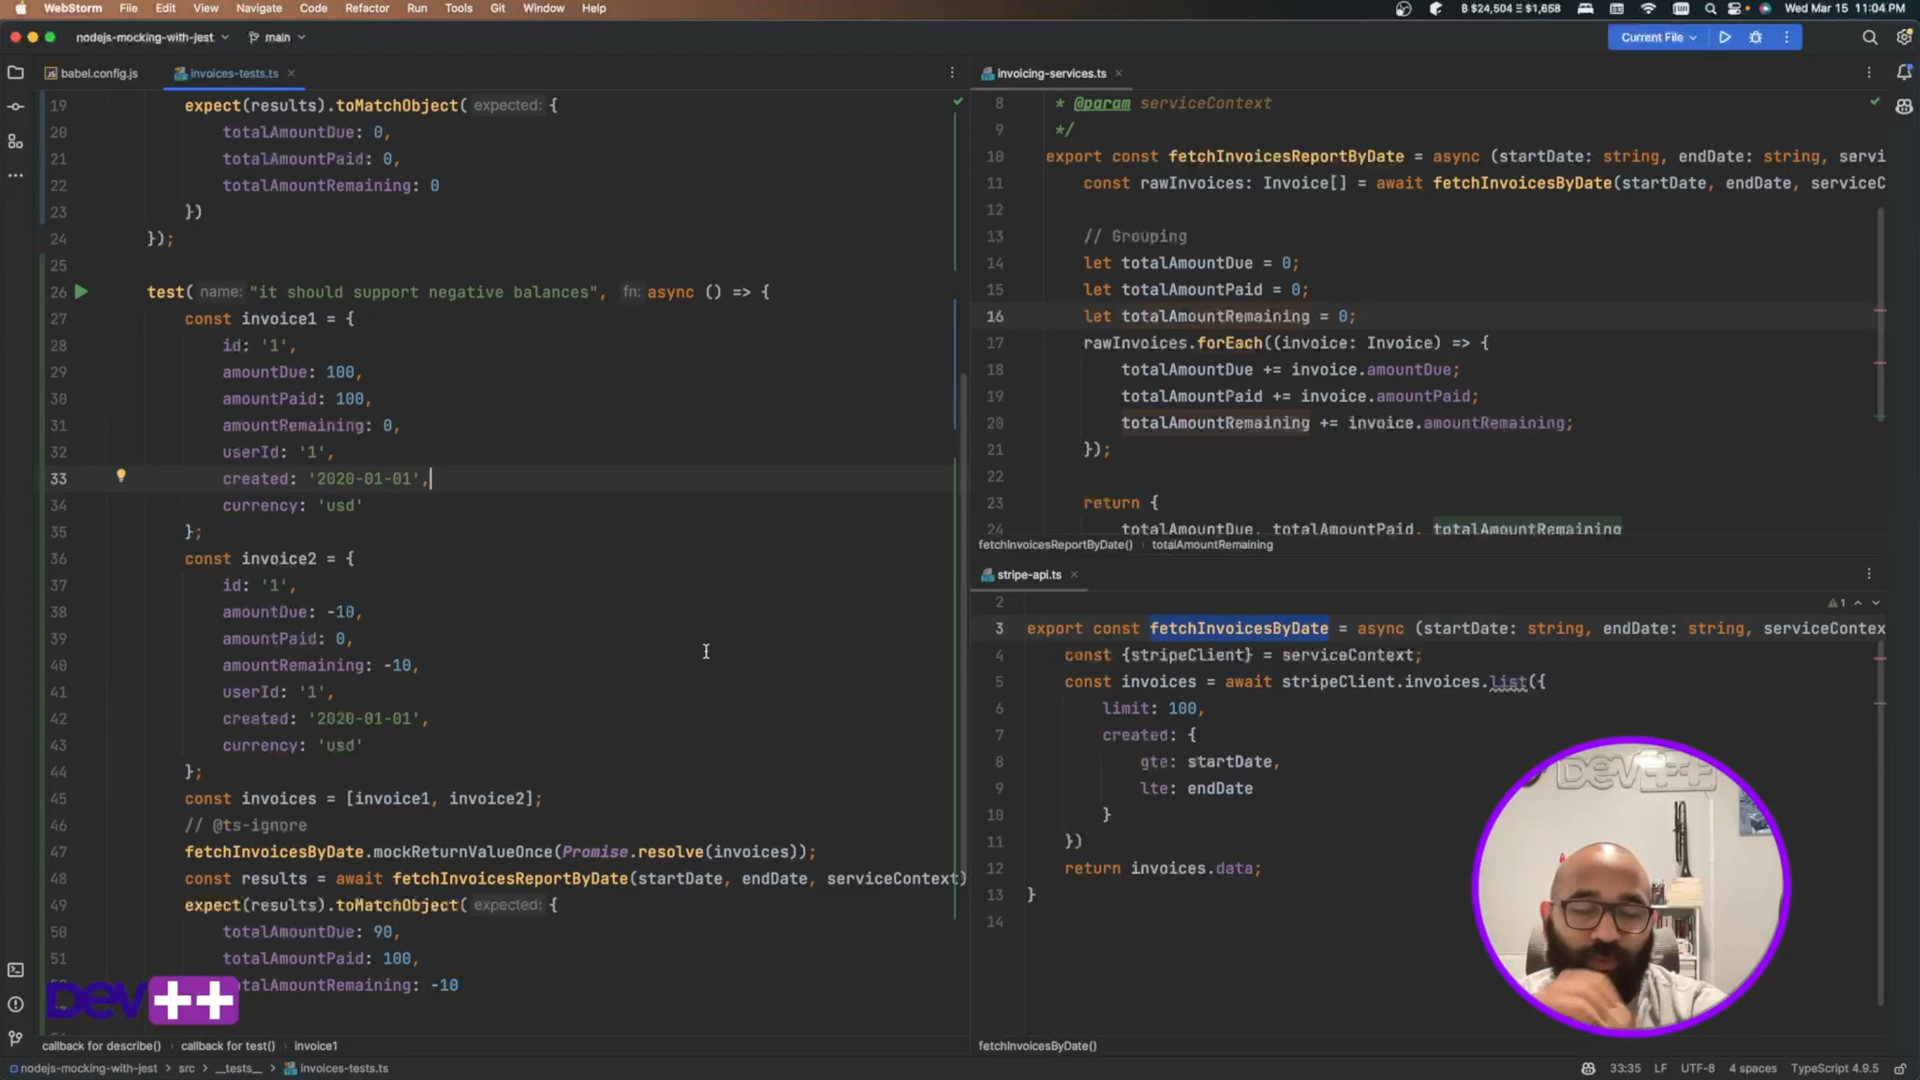 WebStorm File Edit View Navigate Code Refactor Run Tools Git Window Help
₿ $24,504 Ξ $1,658 Wed Mar 15 11:04 PM
nodejs-mocking-with-jest main
Current File
babel.config.js invoices-tests.ts
19 expect(results).toMatchObject( expected: {
20 totalAmountDue: 0,
21 totalAmountPaid: 0,
22 totalAmountRemaining: 0
23 })
24 });
25
26 test( name: "it should support negative balances", fn: async () => {
27 const invoice1 = {
28 id: '1',
29 amountDue: 100,
30 amountPaid: 100,
31 amountRemaining: 0,
32 userId: '1',
33 created: '2020-01-01',
34 currency: 'usd'
35 };
36 const invoice2 = {
37 id: '1',
38 amountDue: -10,
39 amountPaid: 0,
40 amountRemaining: -10,
41 userId: '1',
42 created: '2020-01-01',
43 currency: 'usd'
44 };
45 const invoices = [invoice1, invoice2];
46 // @ts-ignore
47 fetchInvoicesByDate.mockReturnValueOnce(Promise.resolve(invoices));
48 const results = await fetchInvoicesReportByDate(startDate, endDate, serviceContext)
49 expect(results).toMatchObject( expected: {
50 totalAmountDue: 90,
51 totalAmountPaid: 100,
totalAmountRemaining: -10
Dev ++
callback for describe() callback for test() invoice1
invoicing-services.ts
8 * @param serviceContext
9 */
10 export const fetchInvoicesReportByDate = async (startDate: string, endDate: string, servi
11 const rawInvoices: Invoice[] = await fetchInvoicesByDate(startDate, endDate, serviceC
12
13 // Grouping
14 let totalAmountDue = 0;
15 let totalAmountPaid = 0;
16 let totalAmountRemaining = 0;
17 rawInvoices.forEach((invoice: Invoice) => {
18 totalAmountDue += invoice.amountDue;
19 totalAmountPaid += invoice.amountPaid;
20 totalAmountRemaining += invoice.amountRemaining;
21 });
22
23 return {
24 totalAmountDue, totalAmountPaid, totalAmountRemaining
fetchInvoicesReportByDate() totalAmountRemaining
stripe-api.ts
2
1
3 export const fetchInvoicesByDate = async (startDate: string, endDate: string, serviceContex
4 const {stripeClient} = serviceContext;
5 const invoices = await stripeClient.invoices.list({
6 limit: 100,
7 created: {
8 gte: startDate,
9 lte: endDate
10 }
11 })
12 return invoices.data;
13 }
14
Dev++
fetchInvoicesByDate()
nodejs-mocking-with-jest src __tests__ invoices-tests.ts
33:35 LF UTF-8 4 spaces TypeScript 4.9.5